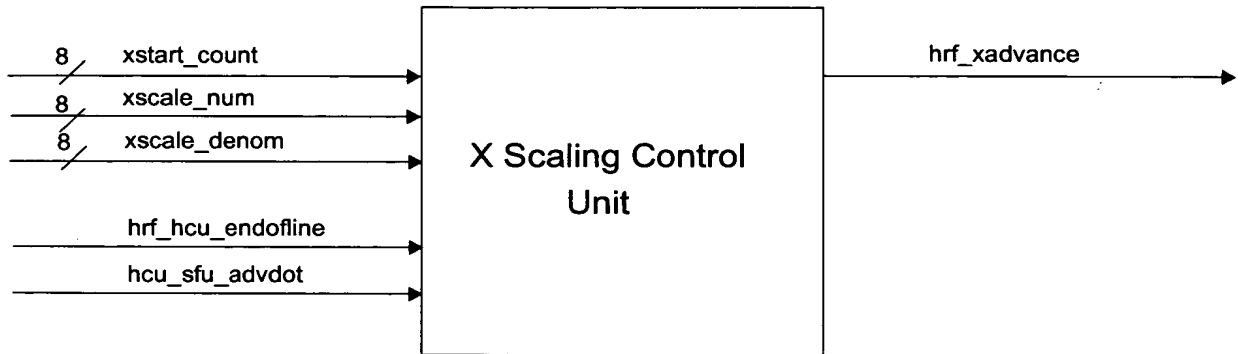 8 xstart_count
8 xscale_num
8 xscale_denom
hrf_hcu_endofline
hcu_sfu_advdot
X Scaling Control
Unit
hrf_xadvance